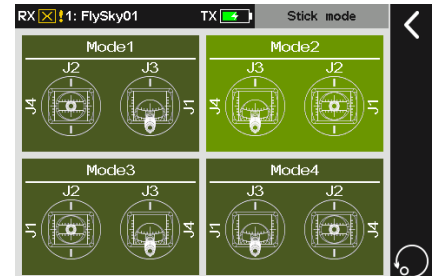 RX !1: FlySky01 TX Stick mode
Mode1 Mode2
J2 J3 J3 J2
J4 J1 J4 J1
Mode3 Mode4
J2 J3 J3 J2
J1 J4 J1 J4